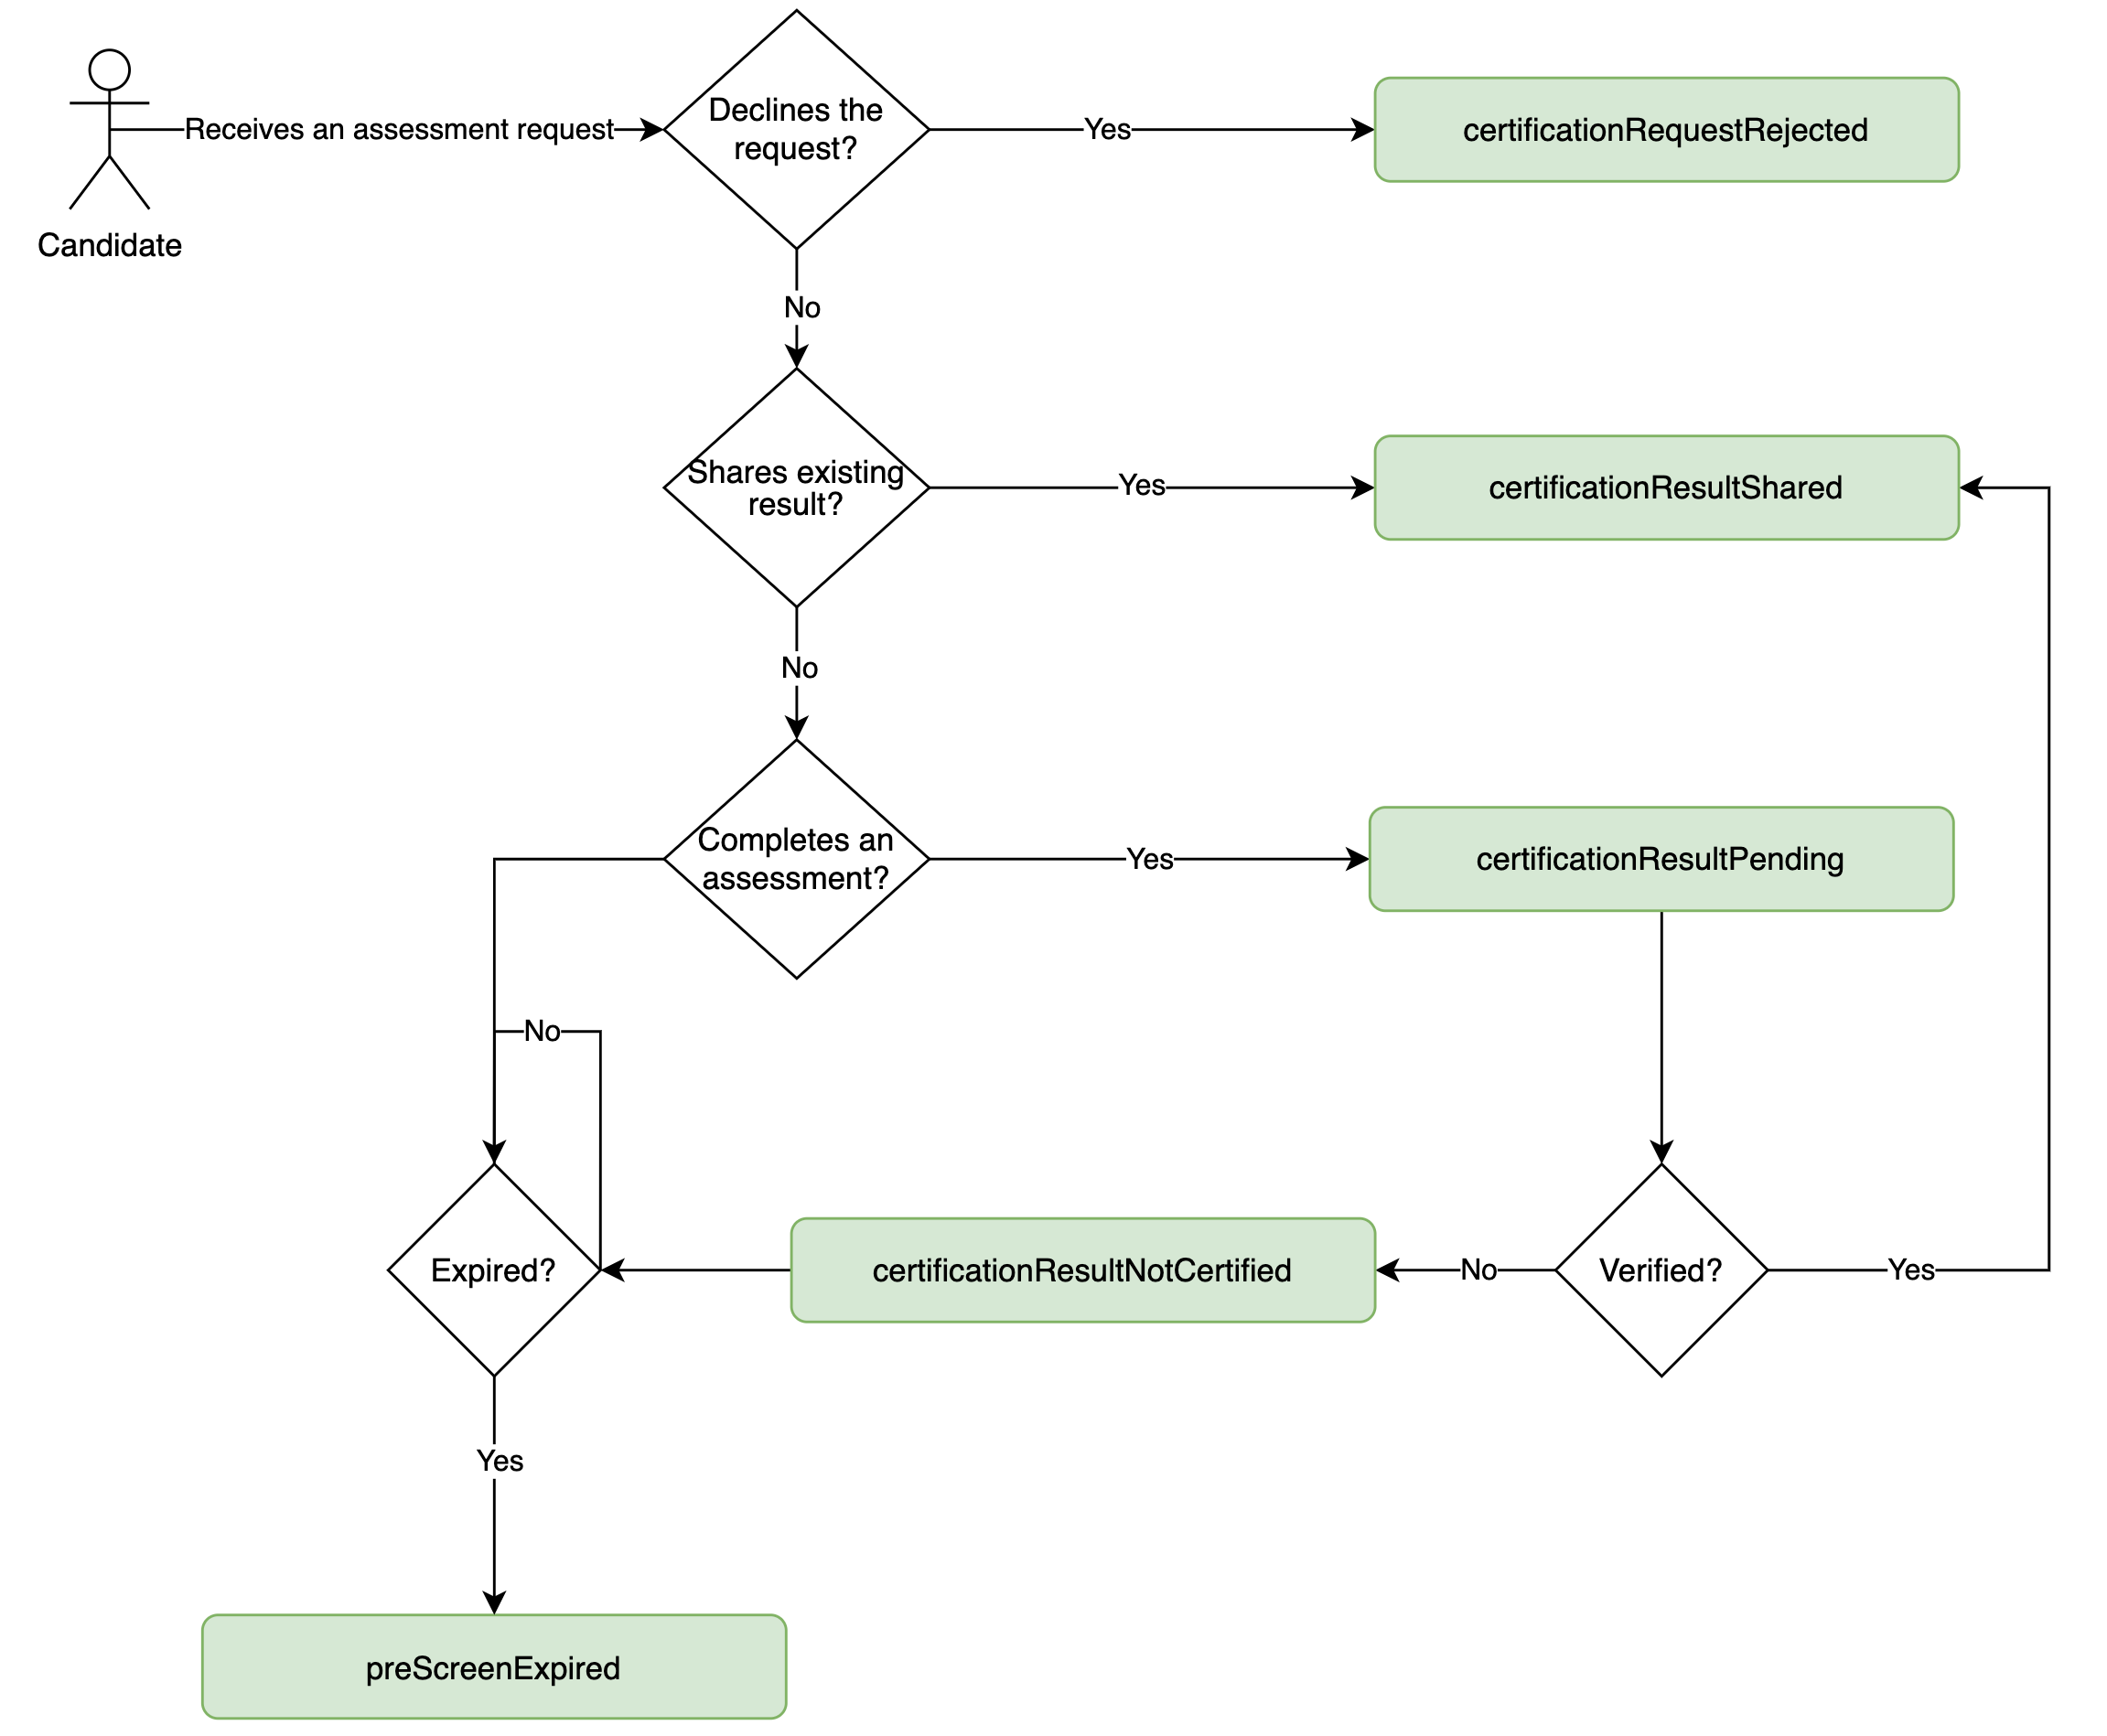 Candidate
Receives an assessment request
Declines the
request?
Yes
certificationRequestRejected
No
Shares existing
result?
Yes
certificationResultShared
No
Completes an
assessment?
Yes
certificationResultPending
No
Expired?
certificationResultNotCertified
No
Verified?
Yes
Yes
preScreenExpired